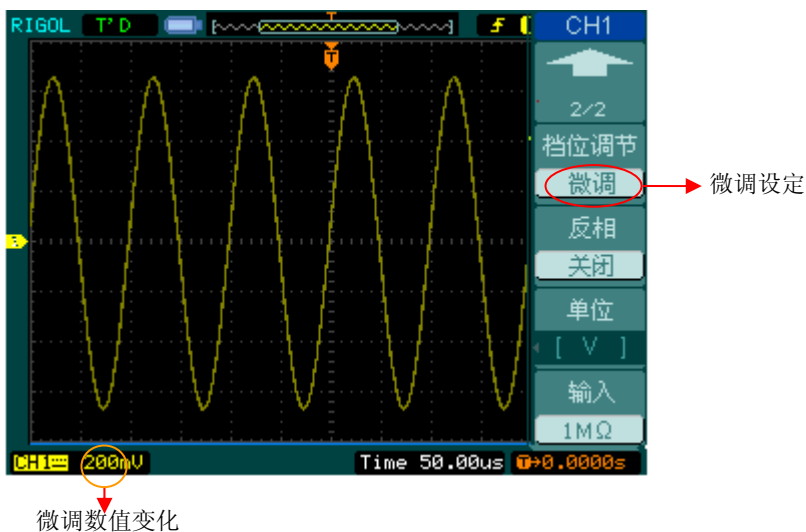 RIGOL T'D T CH1
T
2/2
档位调节
微调
微调设定
反相
关闭
单位
[ V ]
输入
1MΩ
CH1 200mV Time 50.00us T→0.0000s
微调数值变化